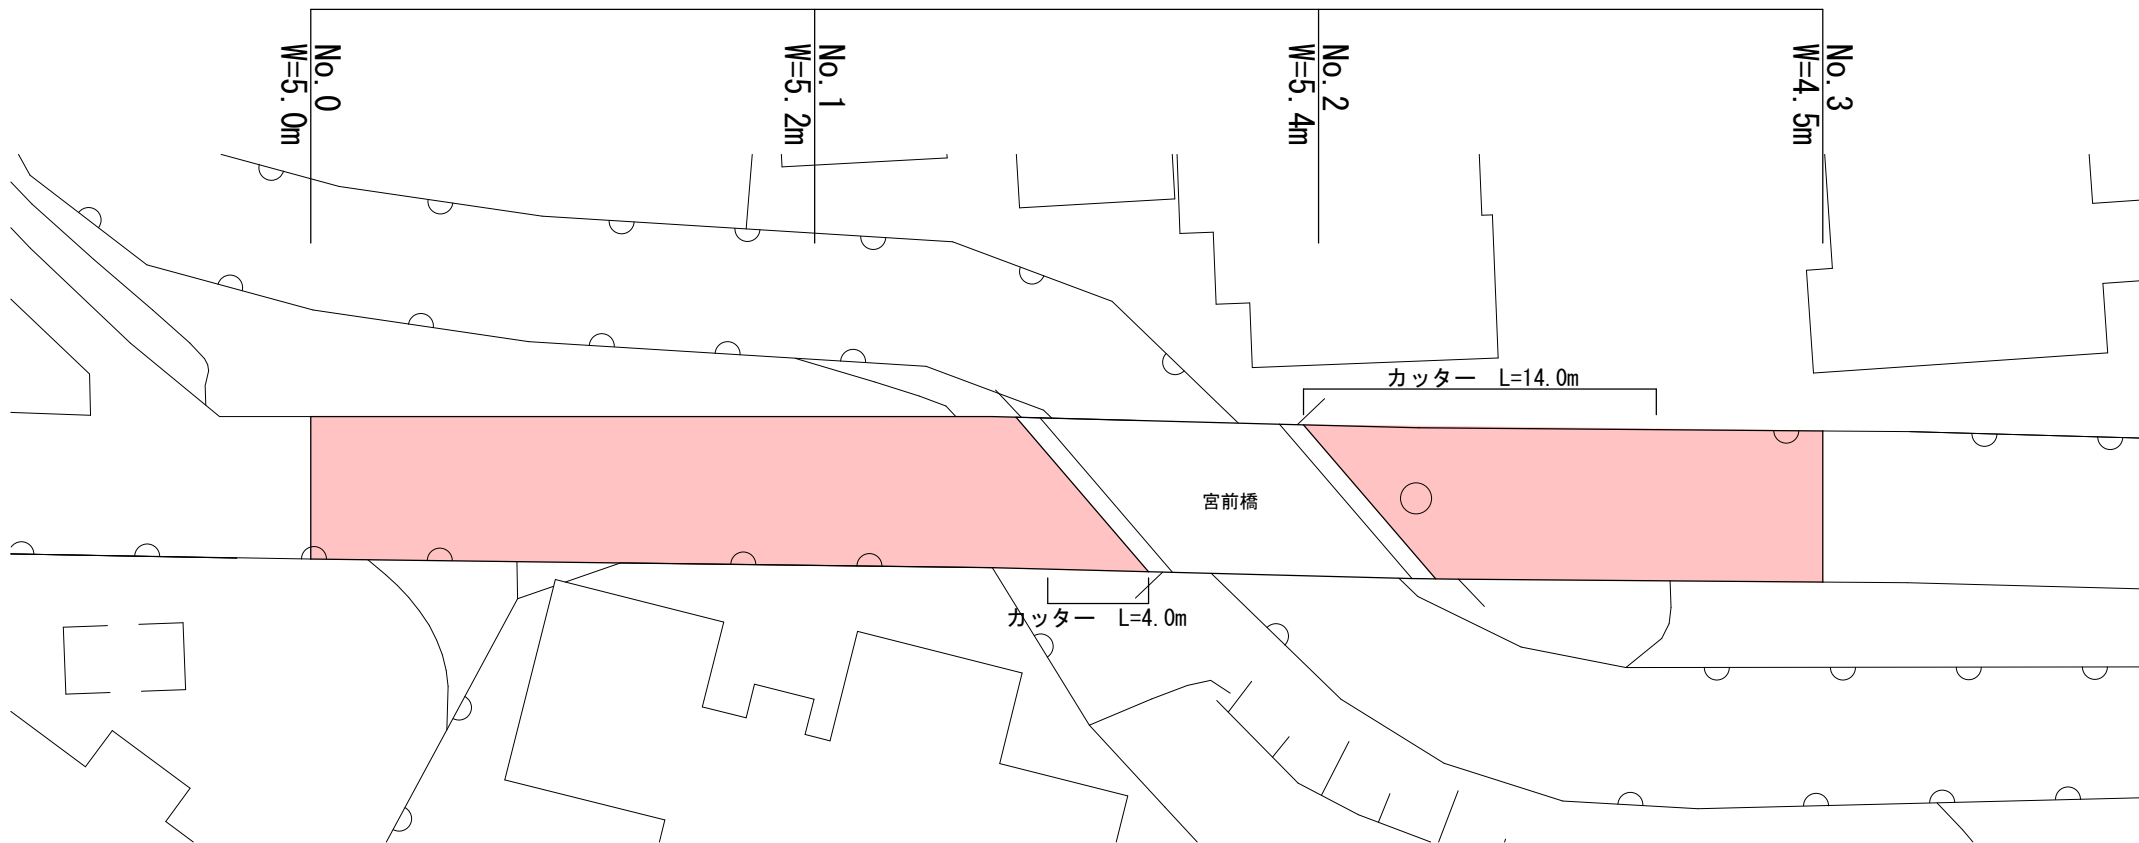 No.0
W=5.0m
No.1
W=5.2m
No.2
W=5.4m
No.3
W=4.5m
カッター　L=14.0m
宮前橋
カッター　L=4.0m